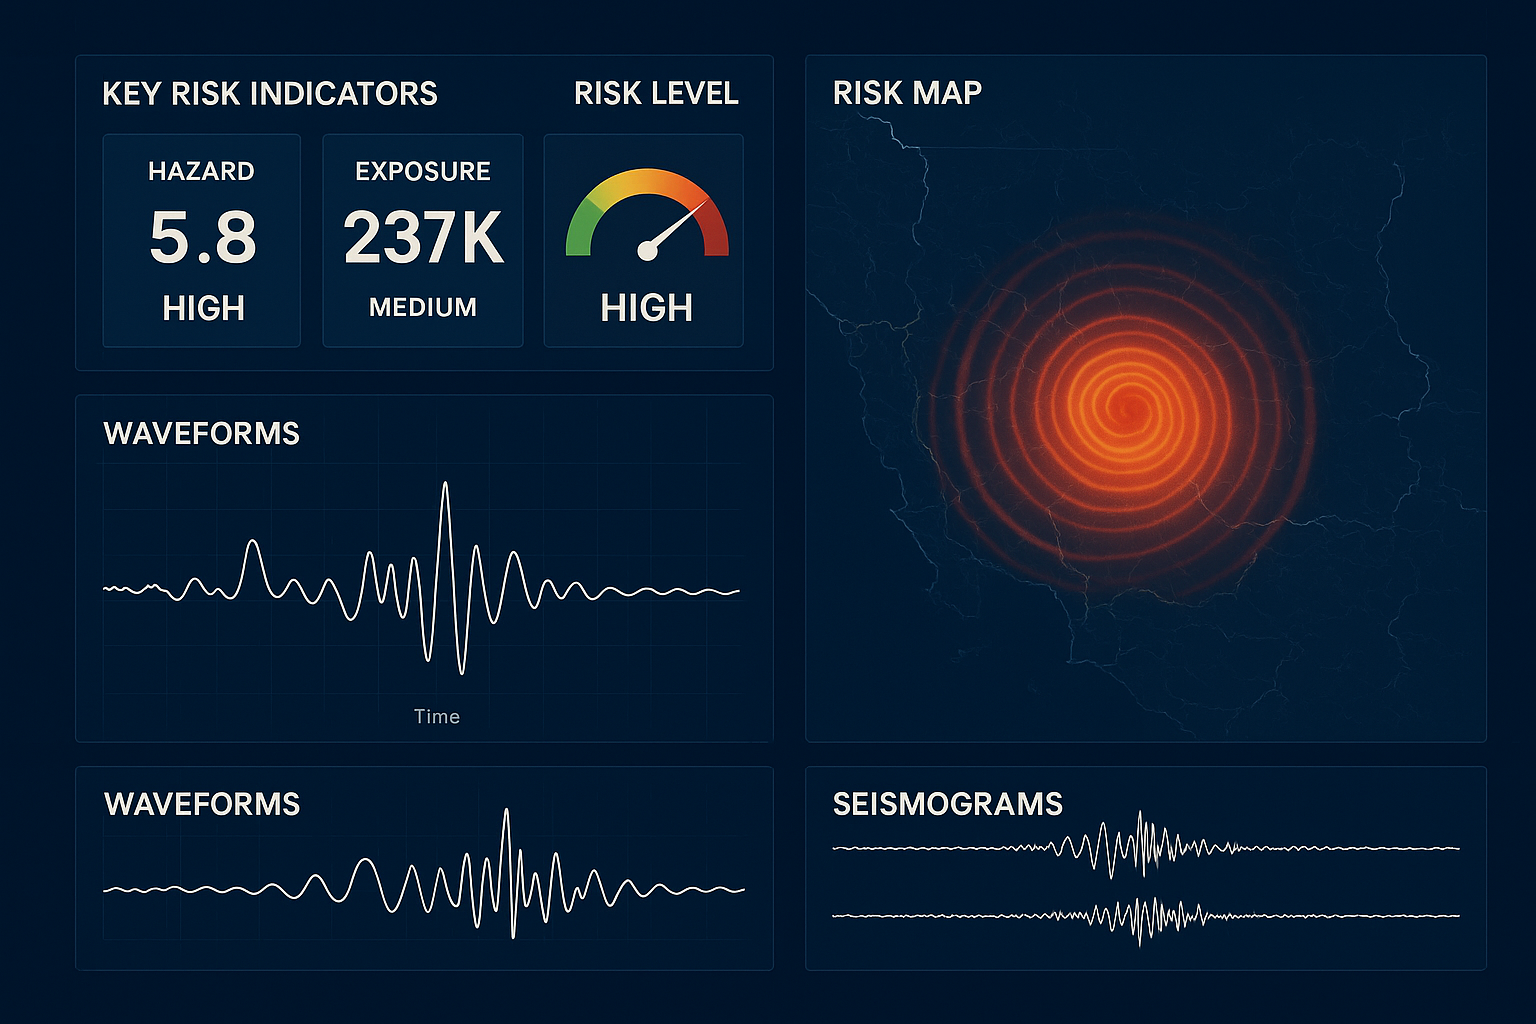 KEY RISK INDICATORS
RISK LEVEL
HAZARD
5.8
HIGH
EXPOSURE
237K
MEDIUM
HIGH
RISK MAP
WAVEFORMS
Time
WAVEFORMS
SEISMOGRAMS